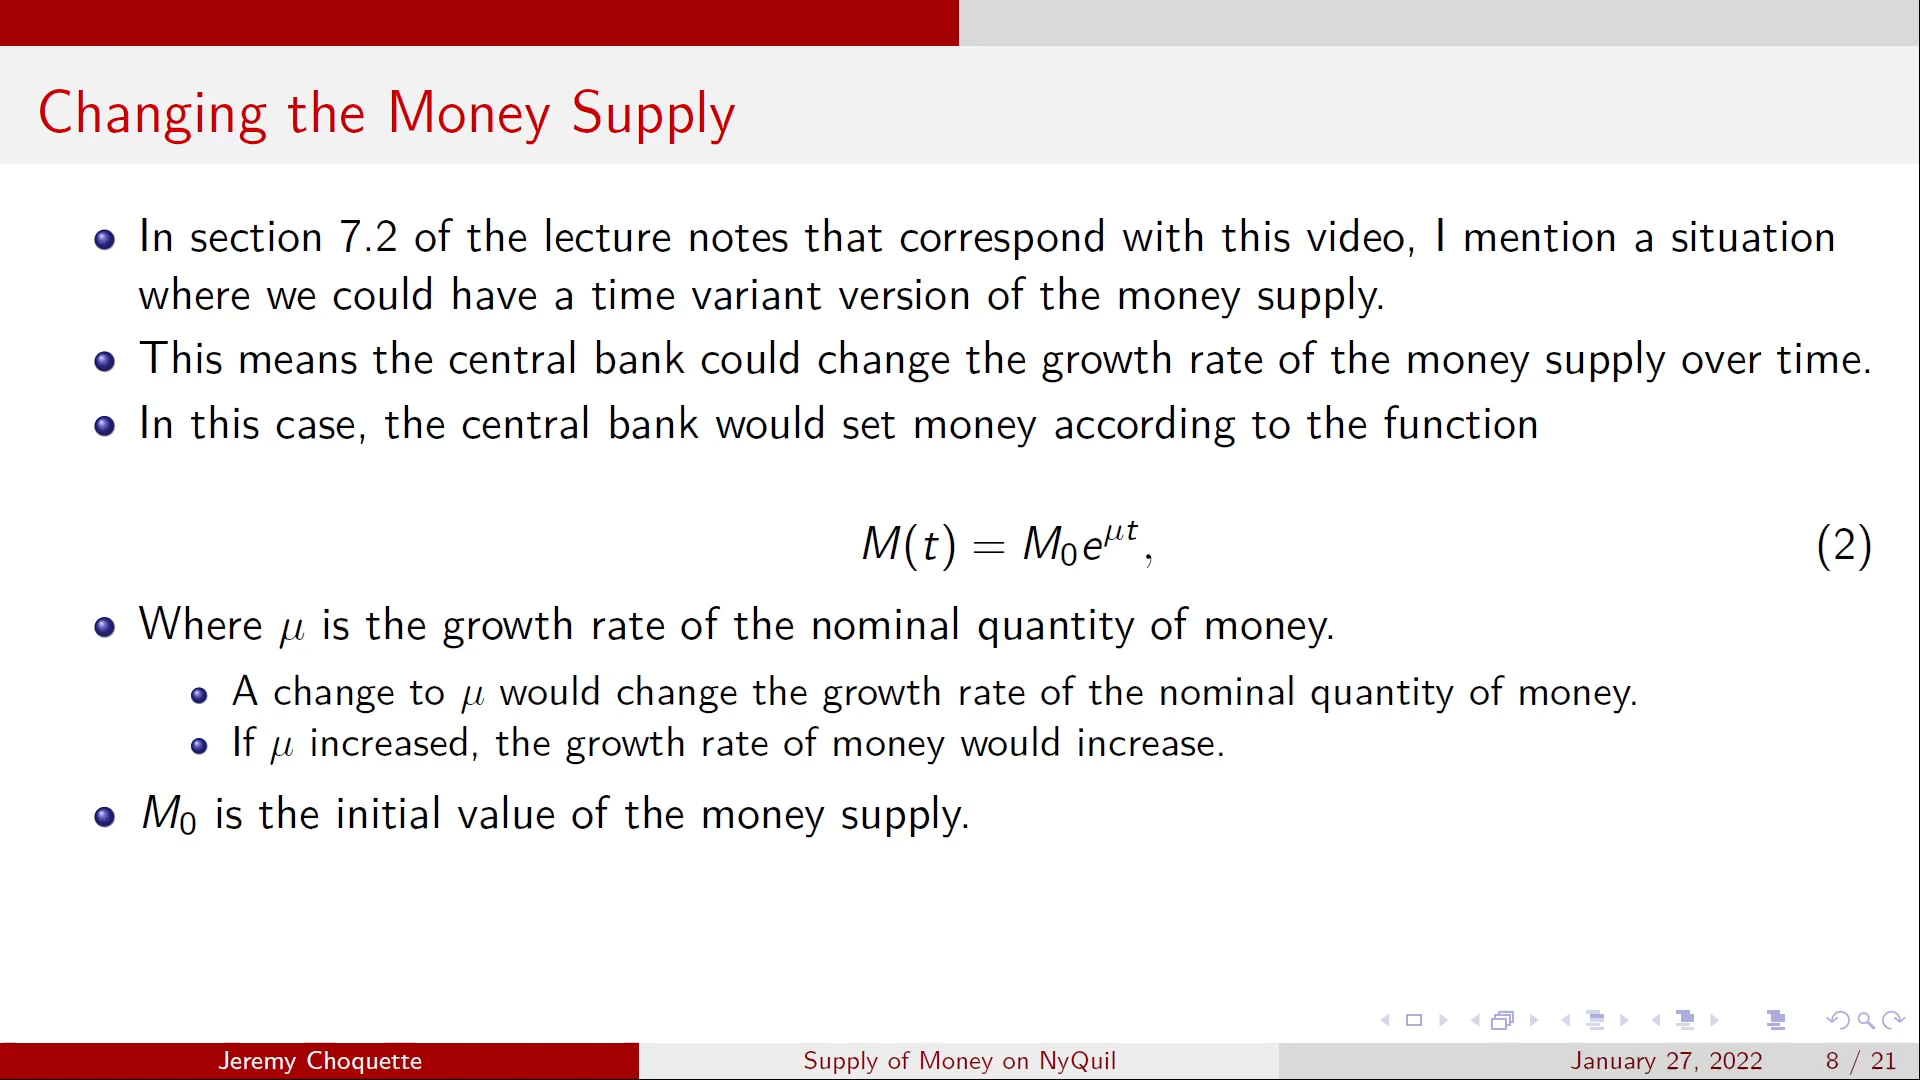 Changing the Money Supply
In section 7.2 of the lecture notes that correspond with this video, I mention a situation
where we could have a time variant version of the money supply.
This means the central bank could change the growth rate of the money supply over time.
In this case, the central bank would set money according to the function
M(t) = M₀e^{μt}, (2)
Where μ is the growth rate of the nominal quantity of money.
A change to μ would change the growth rate of the nominal quantity of money.
If μ increased, the growth rate of money would increase.
M₀ is the initial value of the money supply.
Jeremy Choquette Supply of Money on NyQuil January 27, 2022 8 / 21